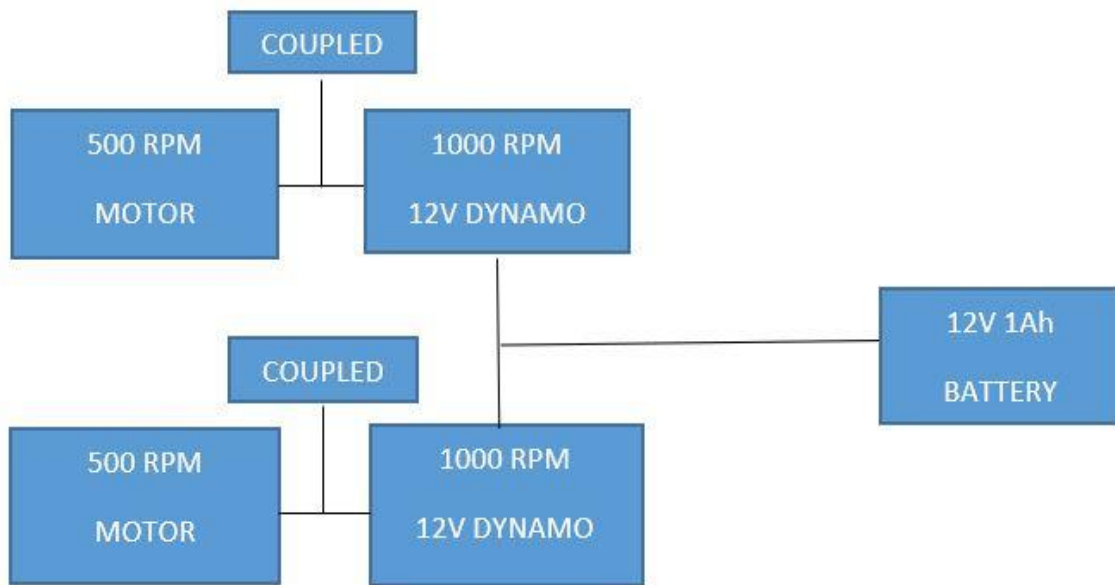 COUPLED
500 RPM
MOTOR
1000 RPM
12V DYNAMO
12V 1Ah
BATTERY
COUPLED
500 RPM
MOTOR
1000 RPM
12V DYNAMO